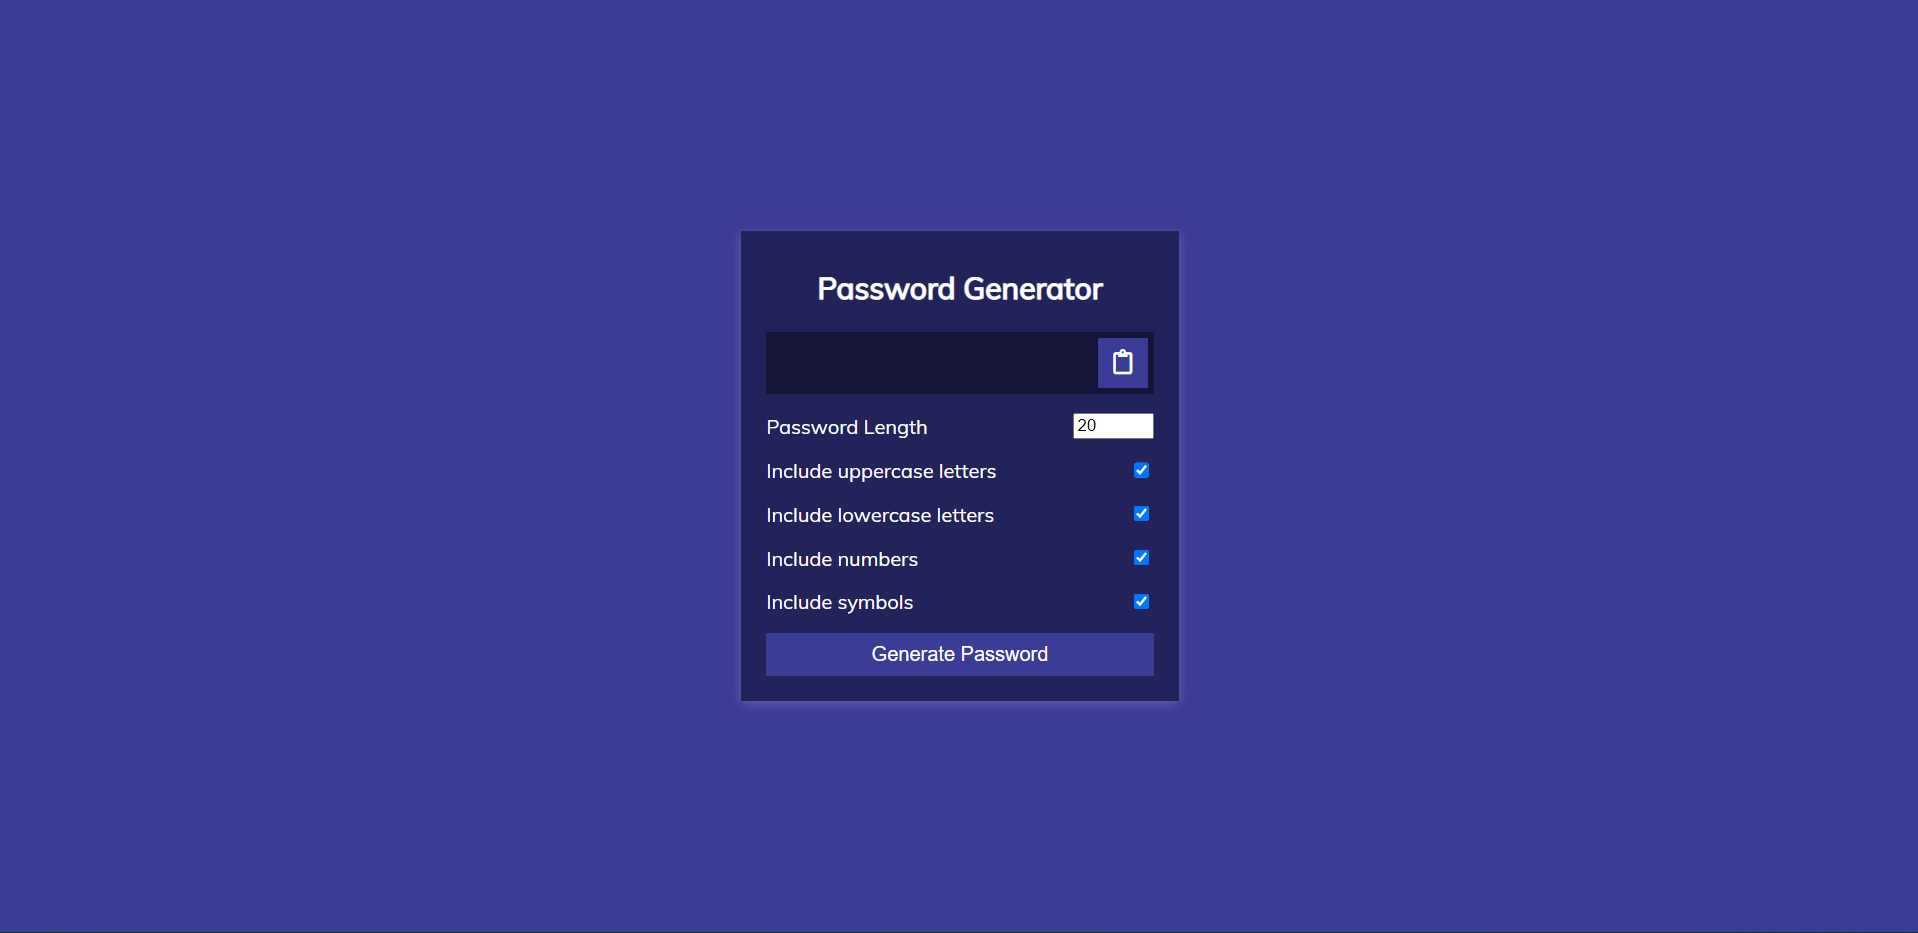 Password Generator
Password Length 20
Include uppercase letters
Include lowercase letters
Include numbers
Include symbols
Generate Password